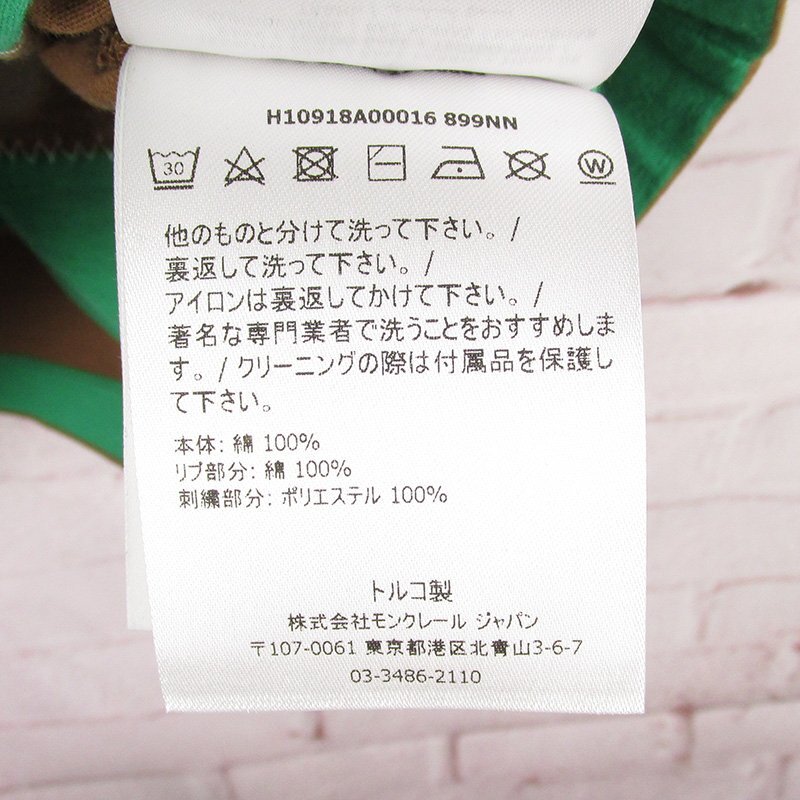 H10918A00016 899NN
30
W
他のものと分けて洗って下さい。/
裏返して洗って下さい。/
アイロンは裏返してかけて下さい。/
著名な専門業者で洗うことをおすすめしま
す。/ クリーニングの際は付属品を保護し
て下さい。
本体: 綿 100%
リブ部分: 綿 100%
刺繍部分: ポリエステル 100%
トルコ製
株式会社モンクレール ジャパン
〒107-0061 東京都港区北青山3-6-7
03-3486-2110